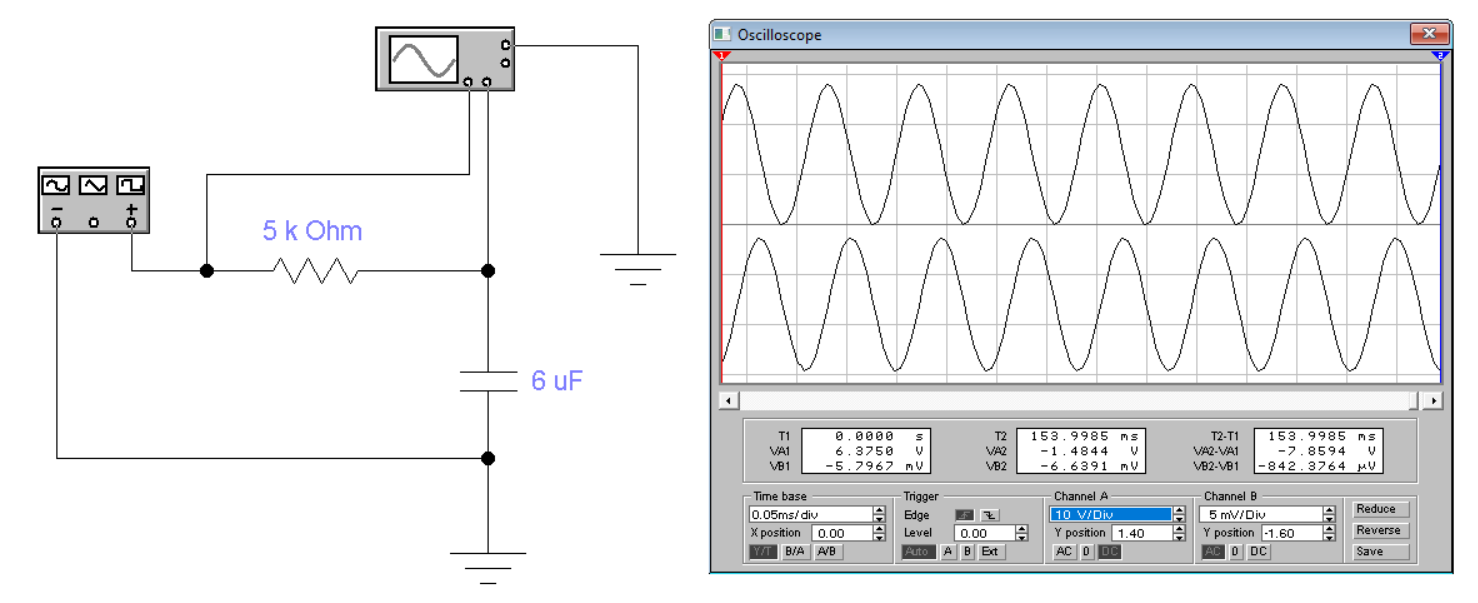 5 k Ohm
6 uF
- +
Oscilloscope
1 2
T1 0.0000 s
VA1 6.3750 V
VB1 -5.7967 mV
T2 153.9985 ms
VA2 -1.4844 V
VB2 -6.6391 mV
T2-T1 153.9985 ms
VA2-VA1 -7.8594 V
VB2-VB1 -842.3764 µV
Time base
0.05ms/div
X position 0.00
Y/T B/A A/B
Trigger
Edge
Level 0.00
Auto A B Ext
Channel A
10 V/Div
Y position 1.40
AC 0 DC
Channel B
5 mV/Div
Y position -1.60
AC 0 DC
Reduce
Reverse
Save